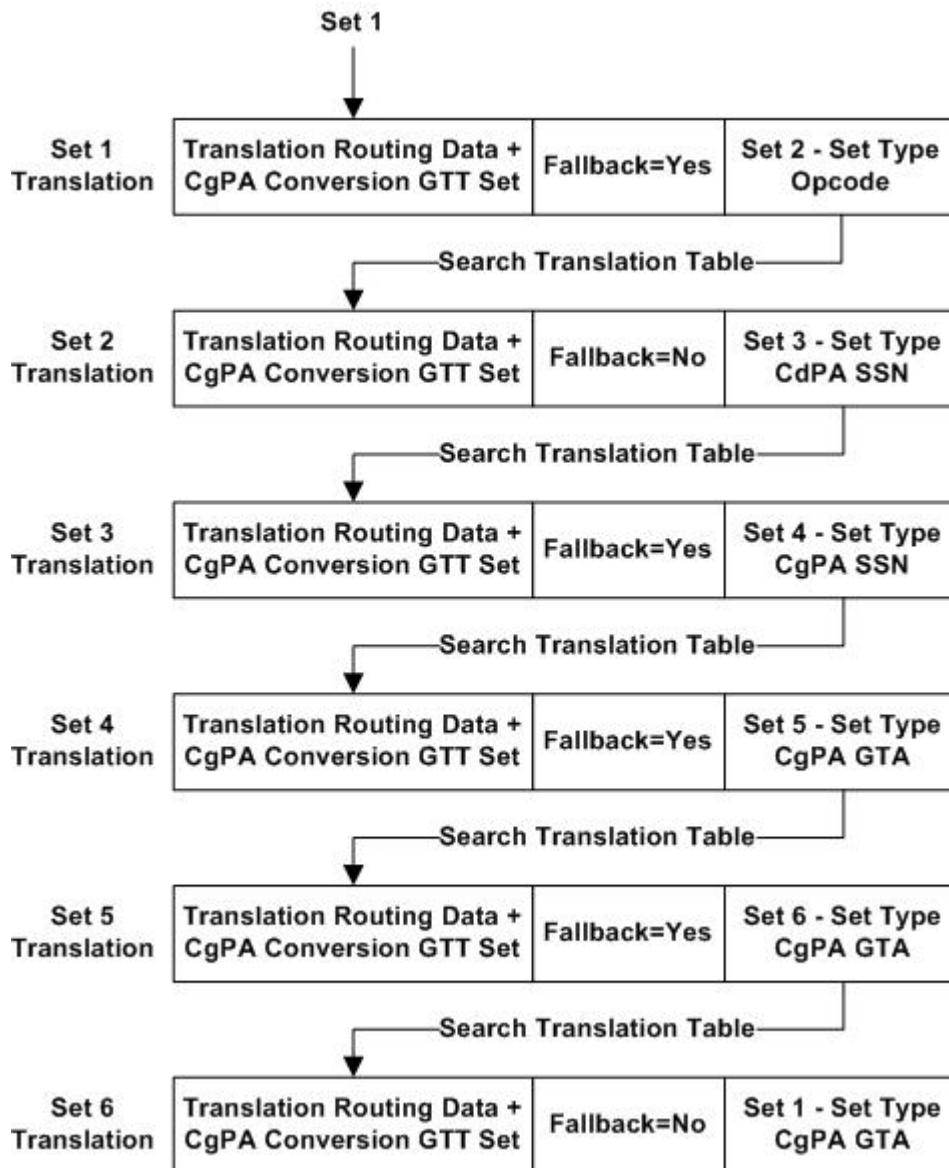 Set 1
Set 1
Translation
Translation Routing Data +
CgPA Conversion GTT Set
Fallback=Yes
Set 2 - Set Type
Opcode
Search Translation Table
Set 2
Translation
Translation Routing Data +
CgPA Conversion GTT Set
Fallback=No
Set 3 - Set Type
CdPA SSN
Search Translation Table
Set 3
Translation
Translation Routing Data +
CgPA Conversion GTT Set
Fallback=Yes
Set 4 - Set Type
CgPA SSN
Search Translation Table
Set 4
Translation
Translation Routing Data +
CgPA Conversion GTT Set
Fallback=Yes
Set 5 - Set Type
CgPA GTA
Search Translation Table
Set 5
Translation
Translation Routing Data +
CgPA Conversion GTT Set
Fallback=Yes
Set 6 - Set Type
CgPA GTA
Search Translation Table
Set 6
Translation
Translation Routing Data +
CgPA Conversion GTT Set
Fallback=No
Set 1 - Set Type
CgPA GTA